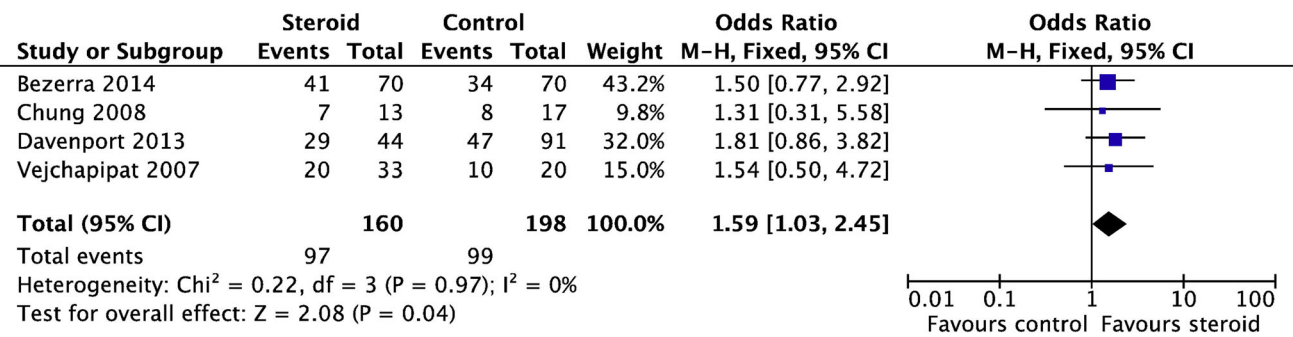 Steroid Control Odds Ratio Odds Ratio
Study or Subgroup Events Total Events Total Weight M-H, Fixed, 95% CI M-H, Fixed, 95% CI
Bezerra 2014 41 70 34 70 43.2% 1.50 [0.77, 2.92]
Chung 2008 7 13 8 17 9.8% 1.31 [0.31, 5.58]
Davenport 2013 29 44 47 91 32.0% 1.81 [0.86, 3.82]
Vejchapipat 2007 20 33 10 20 15.0% 1.54 [0.50, 4.72]
Total (95% CI) 160 198 100.0% 1.59 [1.03, 2.45]
Total events 97 99
Heterogeneity: Chi² = 0.22, df = 3 (P = 0.97); I² = 0%
Test for overall effect: Z = 2.08 (P = 0.04)
0.01 0.1 1 10 100
Favours control Favours steroid